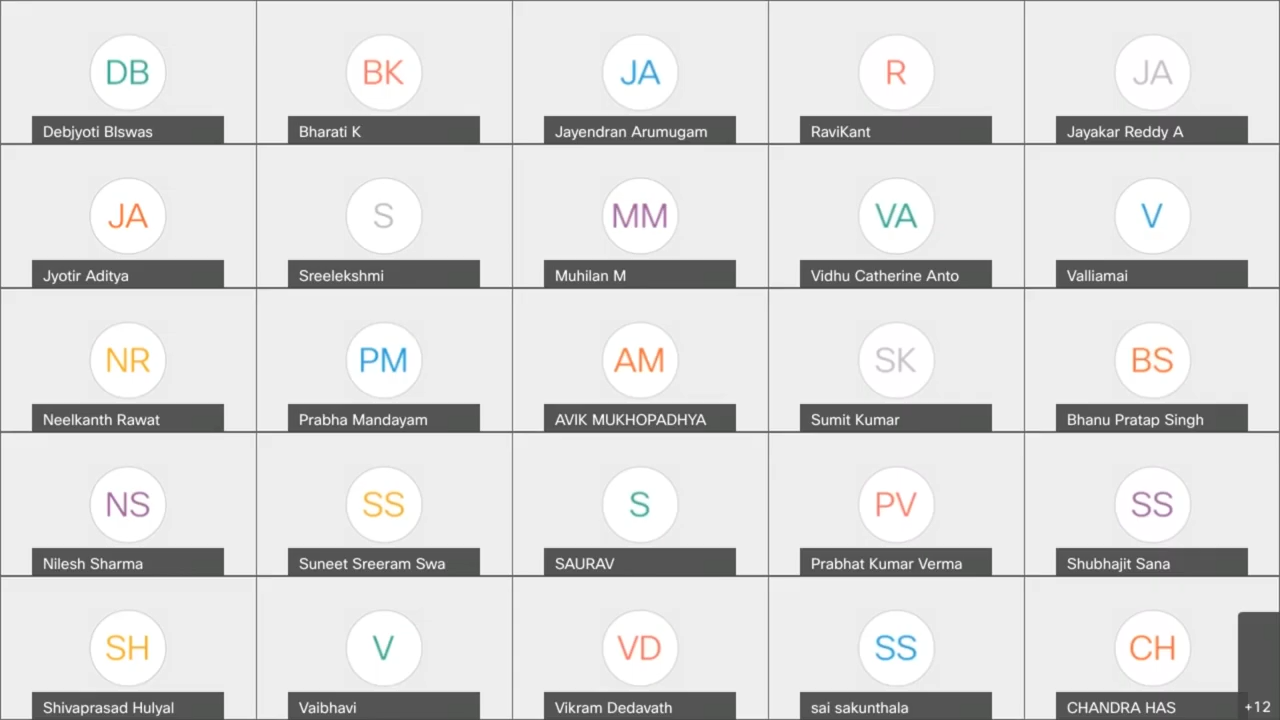 DB
BK
JA
R
JA
Debjyoti BIswas
Bharati K
Jayendran Arumugam
RaviKant
Jayakar Reddy A
JA
S
MM
VA
V
Jyotir Aditya
Sreelekshmi
Muhilan M
Vidhu Catherine Anto
Valliamai
NR
PM
AM
SK
BS
Neelkanth Rawat
Prabha Mandayam
AVIK MUKHOPADHYA
Sumit Kumar
Bhanu Pratap Singh
NS
SS
S
PV
SS
Nilesh Sharma
Suneet Sreeram Swa
SAURAV
Prabhat Kumar Verma
Shubhajit Sana
SH
V
VD
SS
CH
Shivaprasad Hulyal
Vaibhavi
Vikram Dedavath
sai sakunthala
CHANDRA HAS
+12